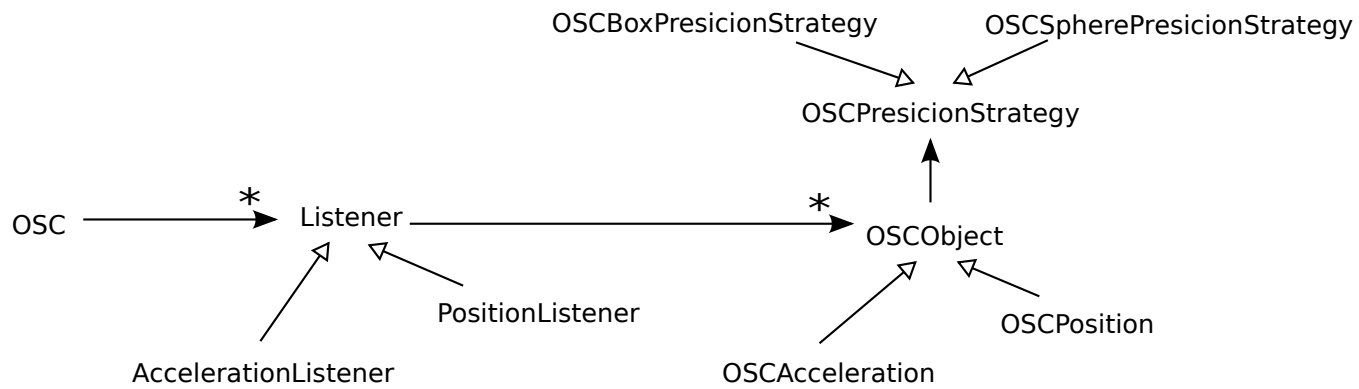 OSCBoxPresicionStrategy
OSCSpherePresicionStrategy
OSCPresicionStrategy
*
*
OSC
Listener
OSCObject
PositionListener
OSCPosition
AccelerationListener
OSCAcceleration